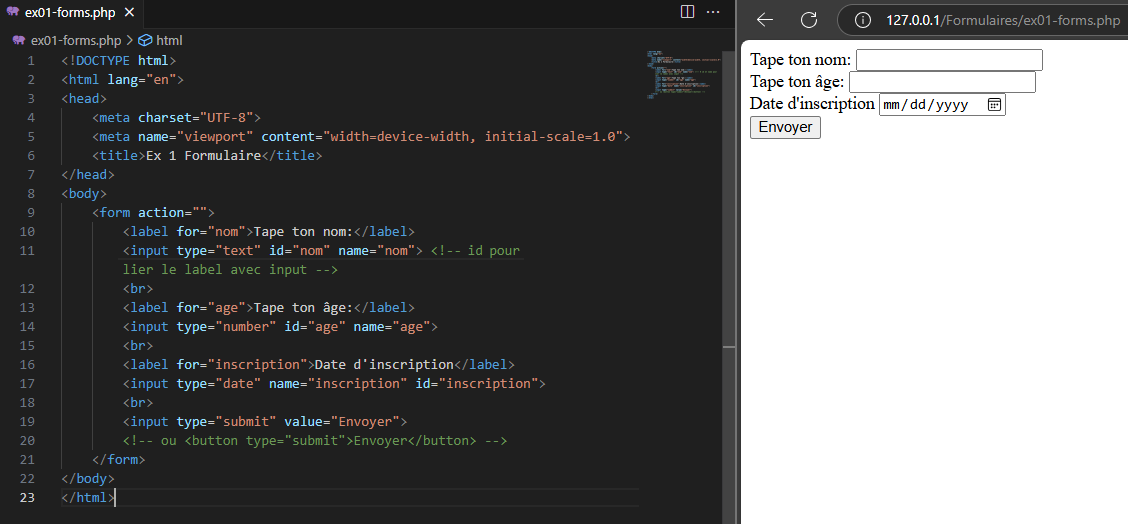 ex01-forms.php
ex01-forms.php > html
1 <!DOCTYPE html>
2 <html lang="en">
3 <head>
4 <meta charset="UTF-8">
5 <meta name="viewport" content="width=device-width, initial-scale=1.0">
6 <title>Ex 1 Formulaire</title>
7 </head>
8 <body>
9 <form action="">
10 <label for="nom">Tape ton nom:</label>
11 <input type="text" id="nom" name="nom"> <!-- id pour
lier le label avec input -->
12 <br>
13 <label for="age">Tape ton âge:</label>
14 <input type="number" id="age" name="age">
15 <br>
16 <label for="inscription">Date d'inscription</label>
17 <input type="date" name="inscription" id="inscription">
18 <br>
19 <input type="submit" value="Envoyer">
20 <!-- ou <button type="submit">Envoyer</button> -->
21 </form>
22 </body>
23 </html>
127.0.0.1/Formulaires/ex01-forms.php
Tape ton nom:
Tape ton âge:
Date d'inscription mm/dd/yyyy
Envoyer